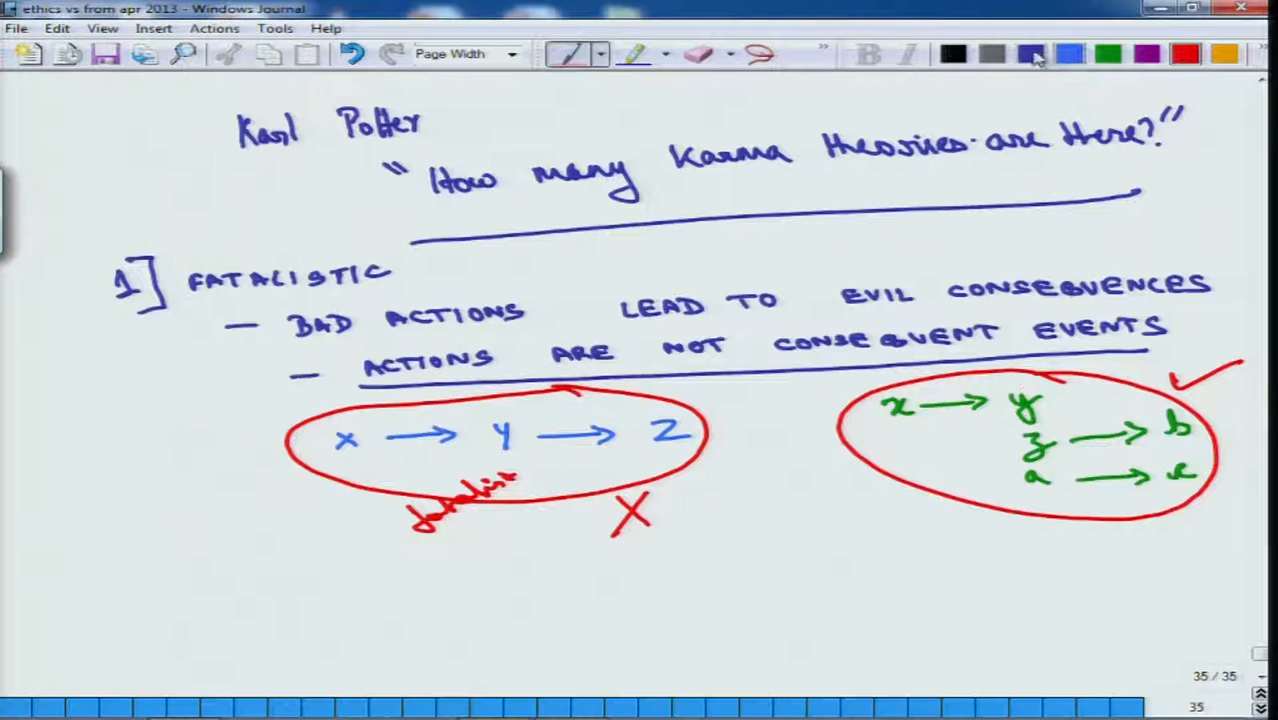 ethics vs from apr 2013 - Windows Journal
File Edit View Insert Actions Tools Help
Page Width
B I
Karl Potter
"How many Karma theories are there?"
1] FATALISTIC
— BAD ACTIONS LEAD TO EVIL CONSEQUENCES
— ACTIONS ARE NOT CONSEQUENT EVENTS
x → y → z
fatalist
X
x → y
z → b
a → c
35 / 35
35